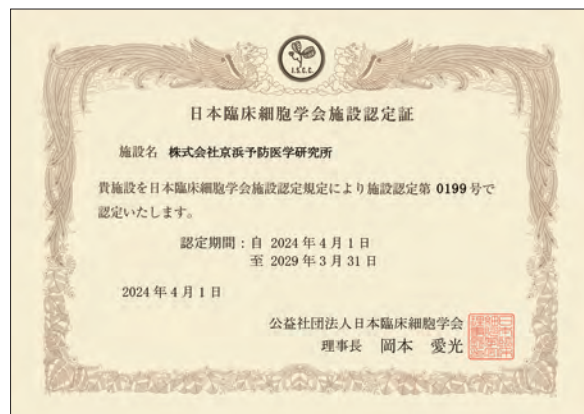 J.S.C.C.
日本臨床細胞学会施設認定証
施設名 株式会社京浜予防医学研究所
貴施設を日本臨床細胞学会施設認定規定により施設認定第 0199 号で
認定いたします。
認定期間：自 2024 年 4 月 1 日
至 2029 年 3 月 31 日
2024 年 4 月 1 日
公益社団法人日本臨床細胞学会
理事長 岡本 愛光